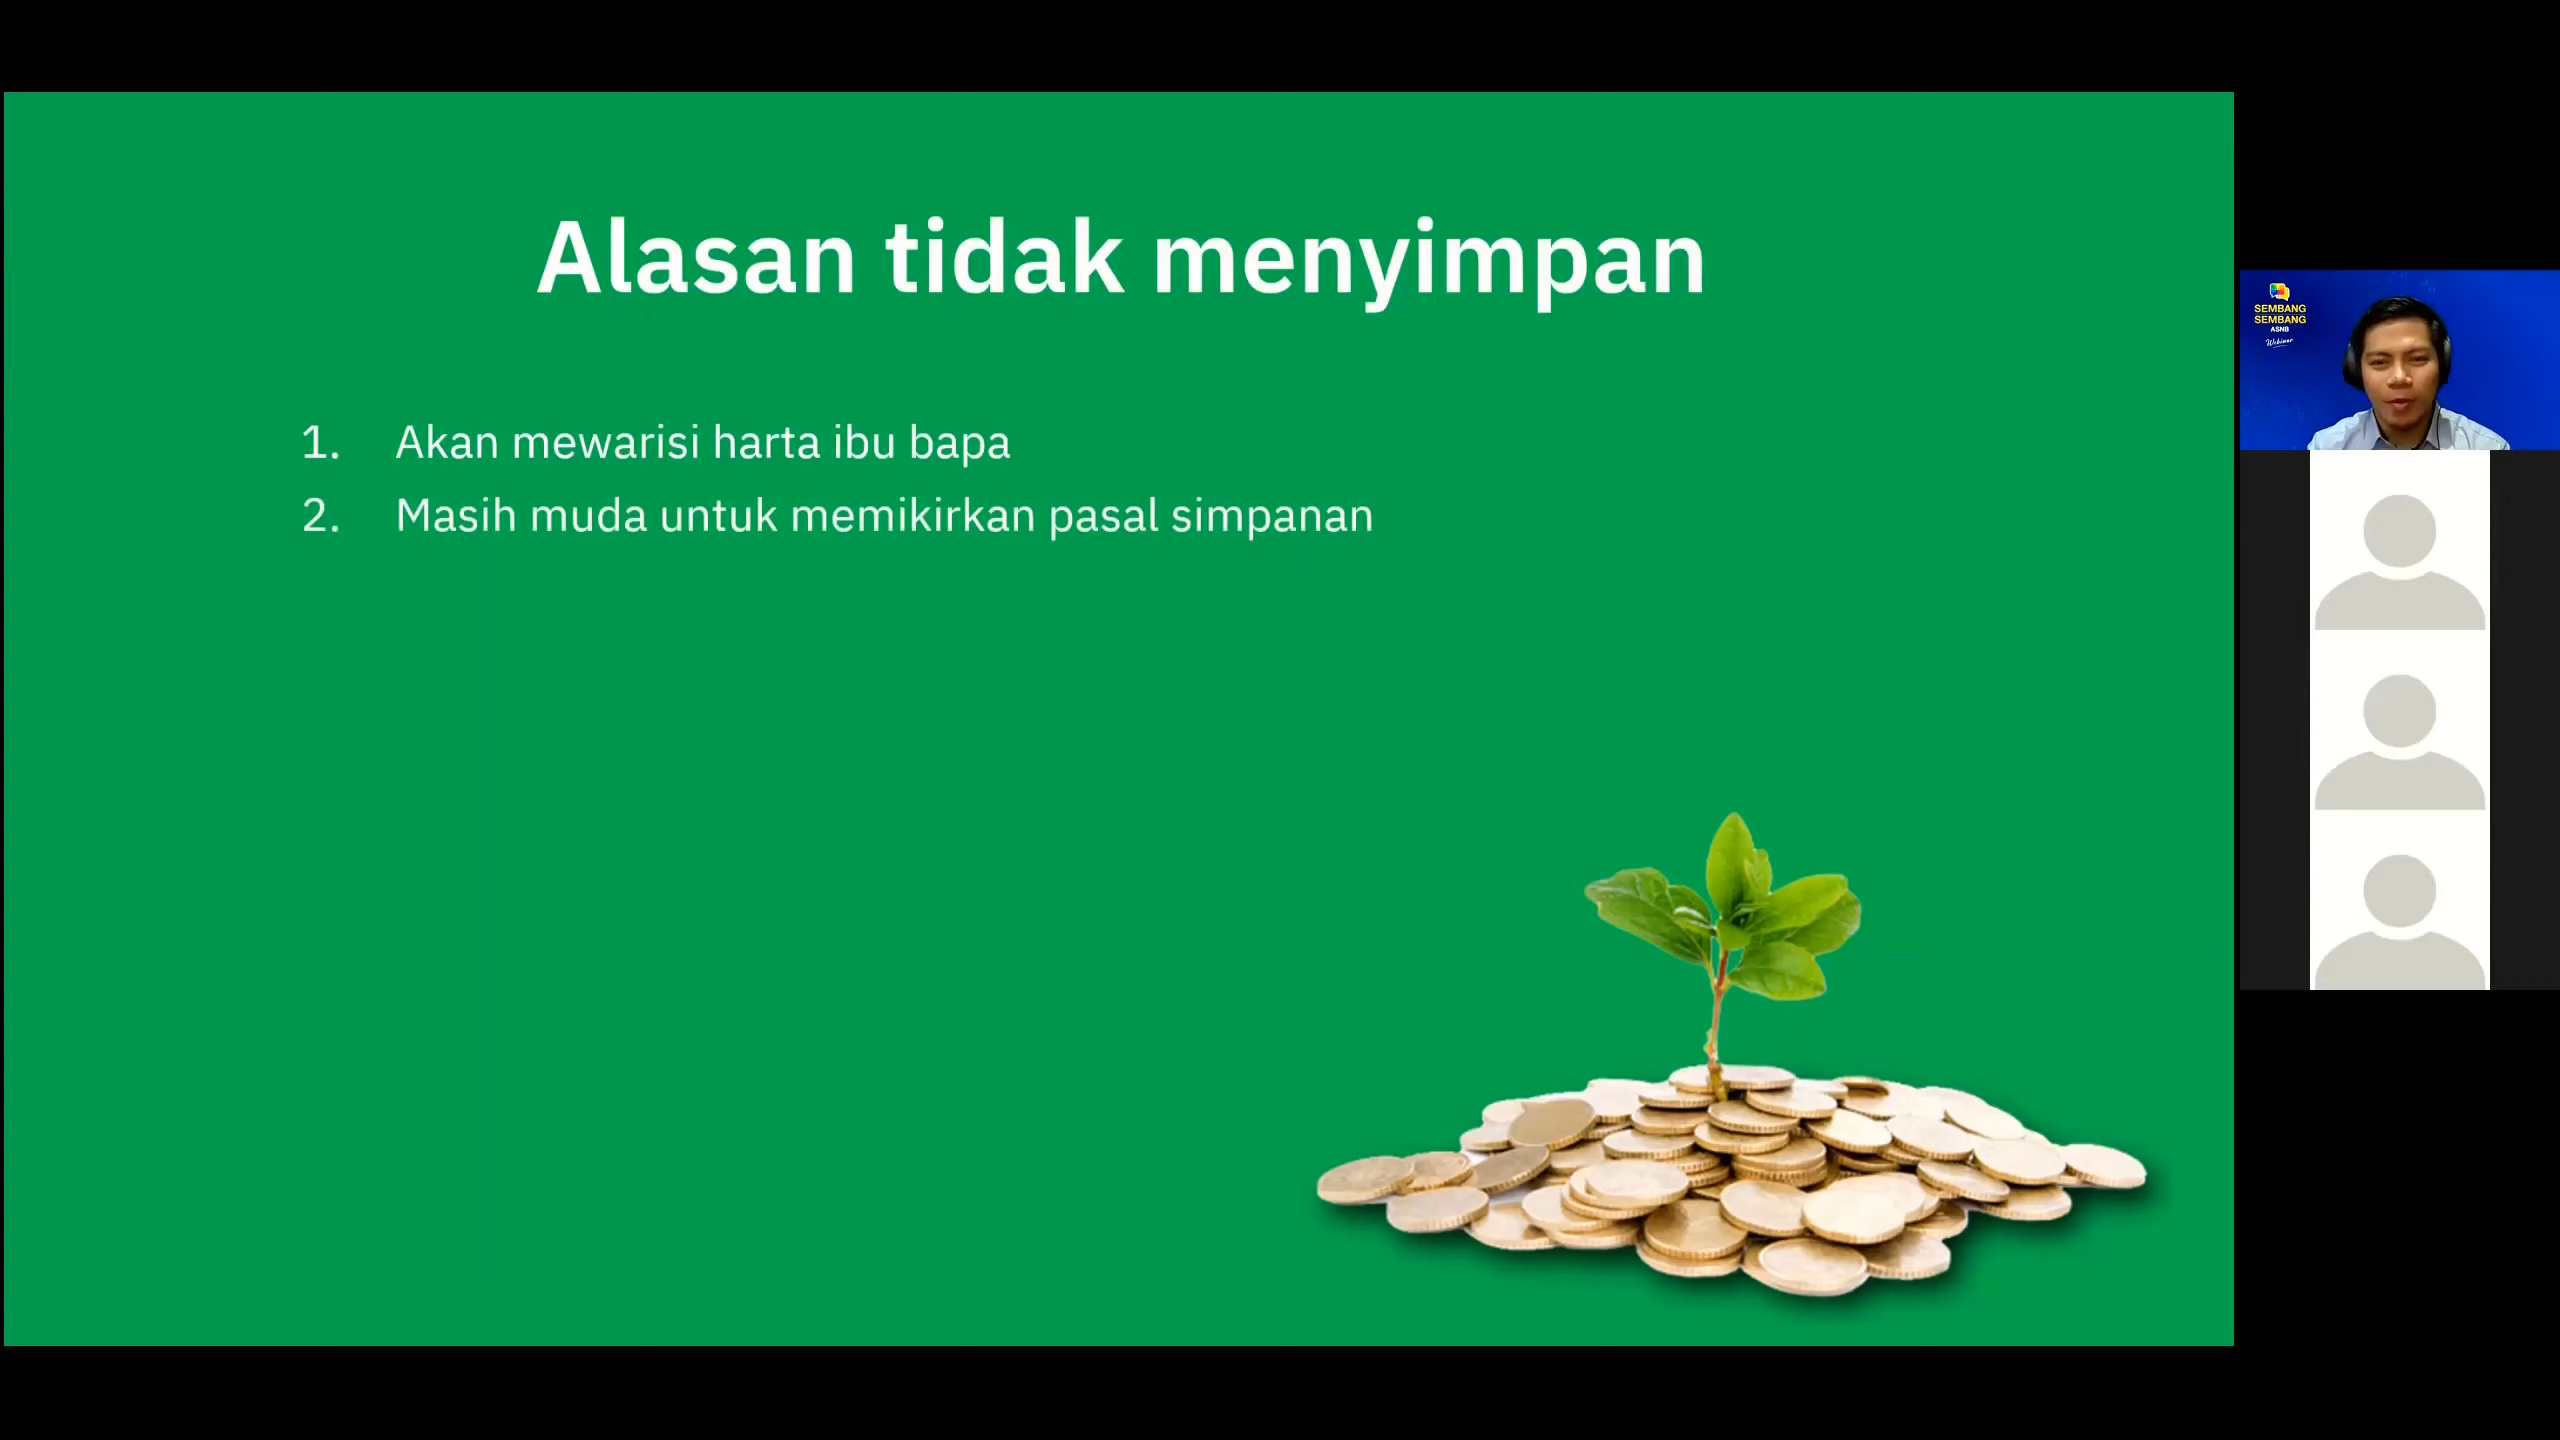 Alasan tidak menyimpan
1. Akan mewarisi harta ibu bapa
2. Masih muda untuk memikirkan pasal simpanan
SEMBANG
SEMBANG
ASNB
Webinar